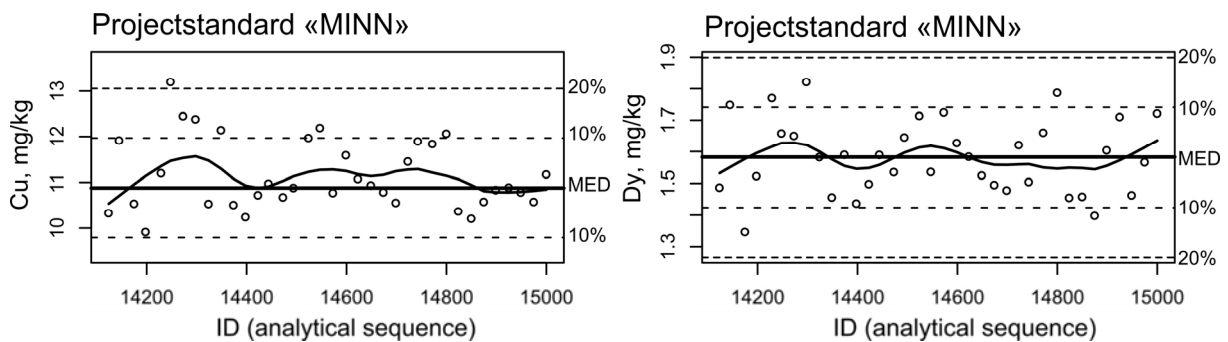 Projectstandard «MINN»
Cu, mg/kg
13
12
11
10
20%
10%
MED
10%
14200 14400 14600 14800 15000
ID (analytical sequence)
Projectstandard «MINN»
Dy, mg/kg
1.9
1.7
1.5
1.3
20%
10%
MED
10%
20%
14200 14400 14600 14800 15000
ID (analytical sequence)